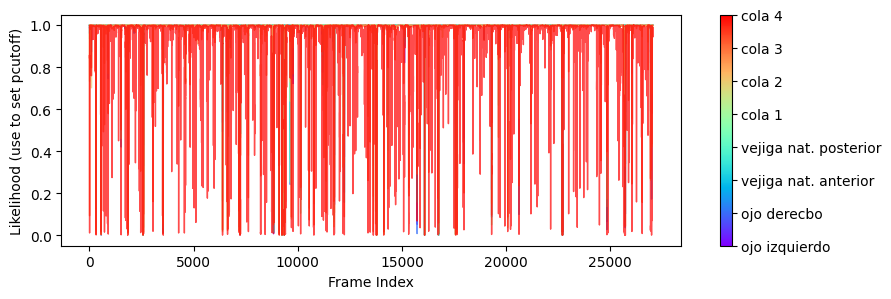 Likelihood (use to set pcutoff)
1.0
0.8
0.6
0.4
0.2
0.0
0
5000
10000
15000
20000
25000
Frame Index
cola 4
cola 3
cola 2
cola 1
vejiga nat. posterior
vejiga nat. anterior
ojo derecbo
ojo izquierdo